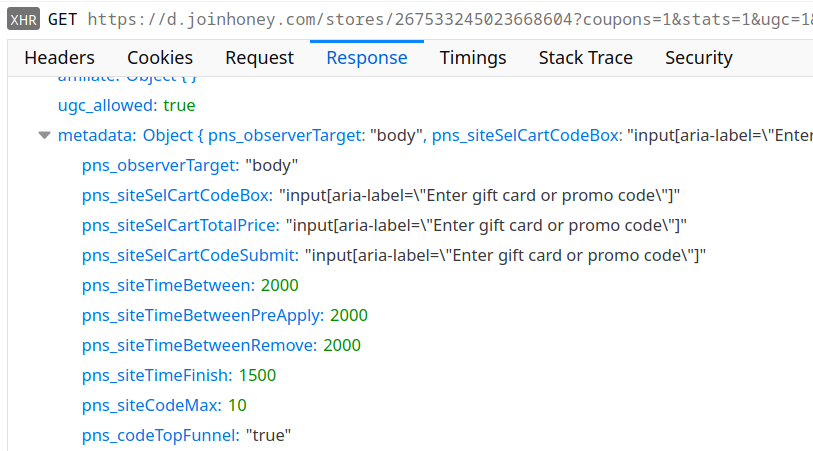 XHR GET https://d.joinhoney.com/stores/267533245023668604?coupons=1&stats=1&ugc=1&
Headers Cookies Request Response Timings Stack Trace Security
affiliate: Object { }
ugc_allowed: true
metadata: Object { pns_observerTarget: "body", pns_siteSelCartCodeBox: "input[aria-label=\"Enter
pns_observerTarget: "body"
pns_siteSelCartCodeBox: "input[aria-label=\"Enter gift card or promo code\"]"
pns_siteSelCartTotalPrice: "input[aria-label=\"Enter gift card or promo code\"]"
pns_siteSelCartCodeSubmit: "input[aria-label=\"Enter gift card or promo code\"]"
pns_siteTimeBetween: 2000
pns_siteTimeBetweenPreApply: 2000
pns_siteTimeBetweenRemove: 2000
pns_siteTimeFinish: 1500
pns_siteCodeMax: 10
pns_codeTopFunnel: "true"